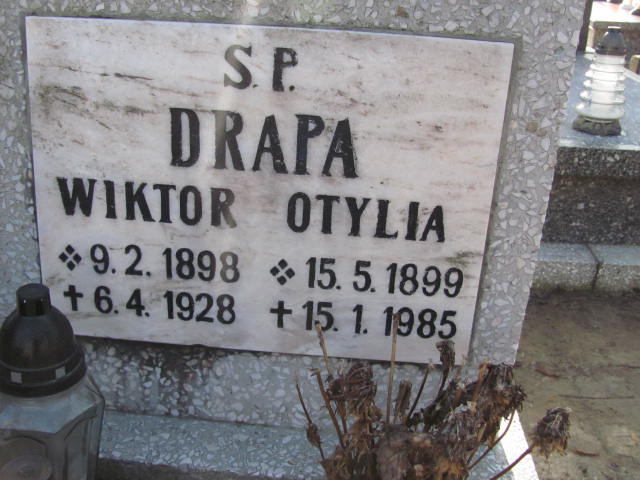 S.P.
DRAPA
WIKTOR OTYLIA
9.2.1898 15.5.1899
6.4.1928 15.1.1985